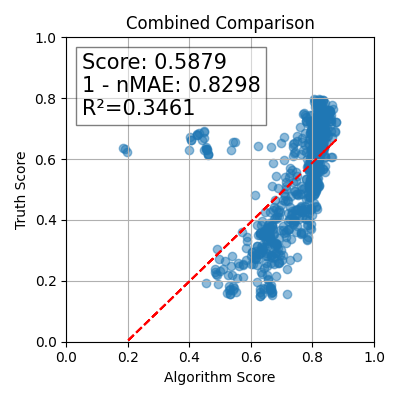 Combined Comparison
Score: 0.5879
1 - nMAE: 0.8298
R²=0.3461
Truth Score
1.0
0.8
0.6
0.4
0.2
0.0
0.0 0.2 0.4 0.6 0.8 1.0
Algorithm Score